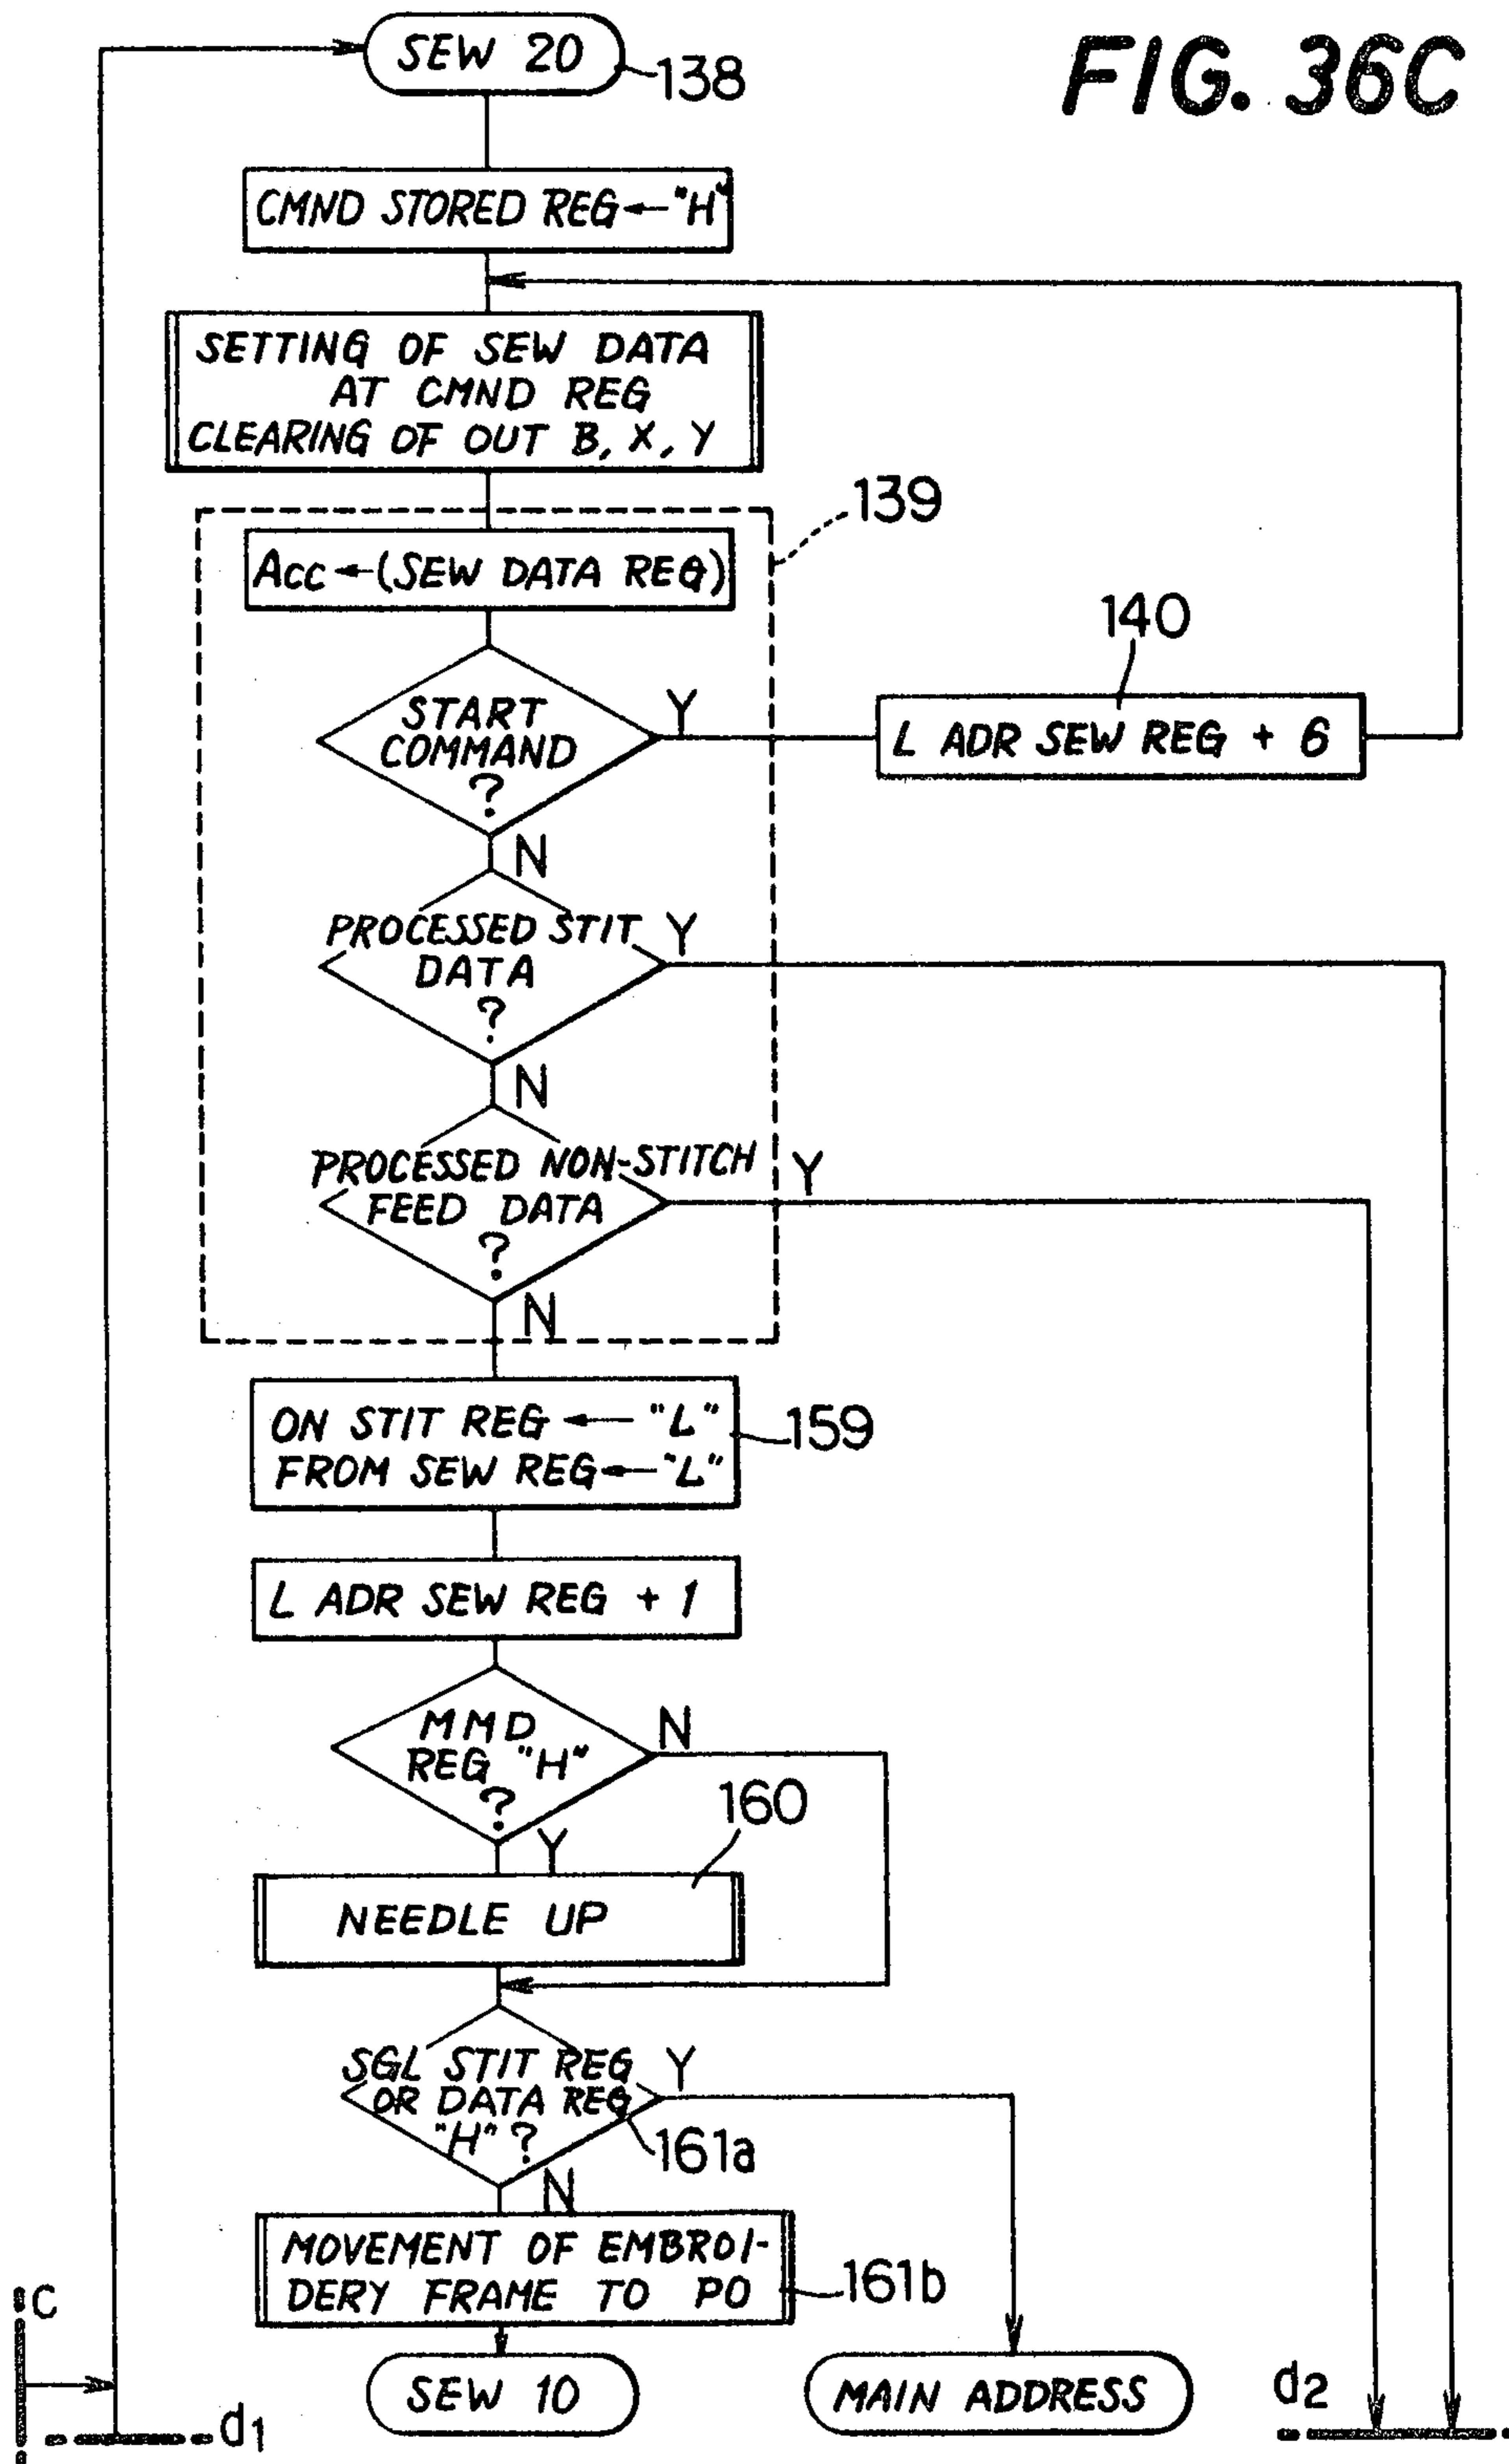 FIG. 36C
SEW 20
138
CMND STORED REG ← "H"
SETTING OF SEW DATA
AT CMND REG
CLEARING OF OUT B, X, Y
139
Acc ← (SEW DATA REG)
140
START
COMMAND
?
Y
L ADR SEW REG + 6
N
PROCESSED STIT
DATA
?
Y
N
PROCESSED NON-STITCH
FEED DATA
?
Y
N
ON STIT REG ← "L"
FROM SEW REG ← "L"
159
L ADR SEW REG + 1
MMD
REG "H"
?
N
Y
160
NEEDLE UP
SGL STIT REG
OR DATA REG
"H" ?
Y
161a
N
MOVEMENT OF EMBROI-
DERY FRAME TO PO
161b
C
SEW 10
MAIN ADDRESS
d1
d2